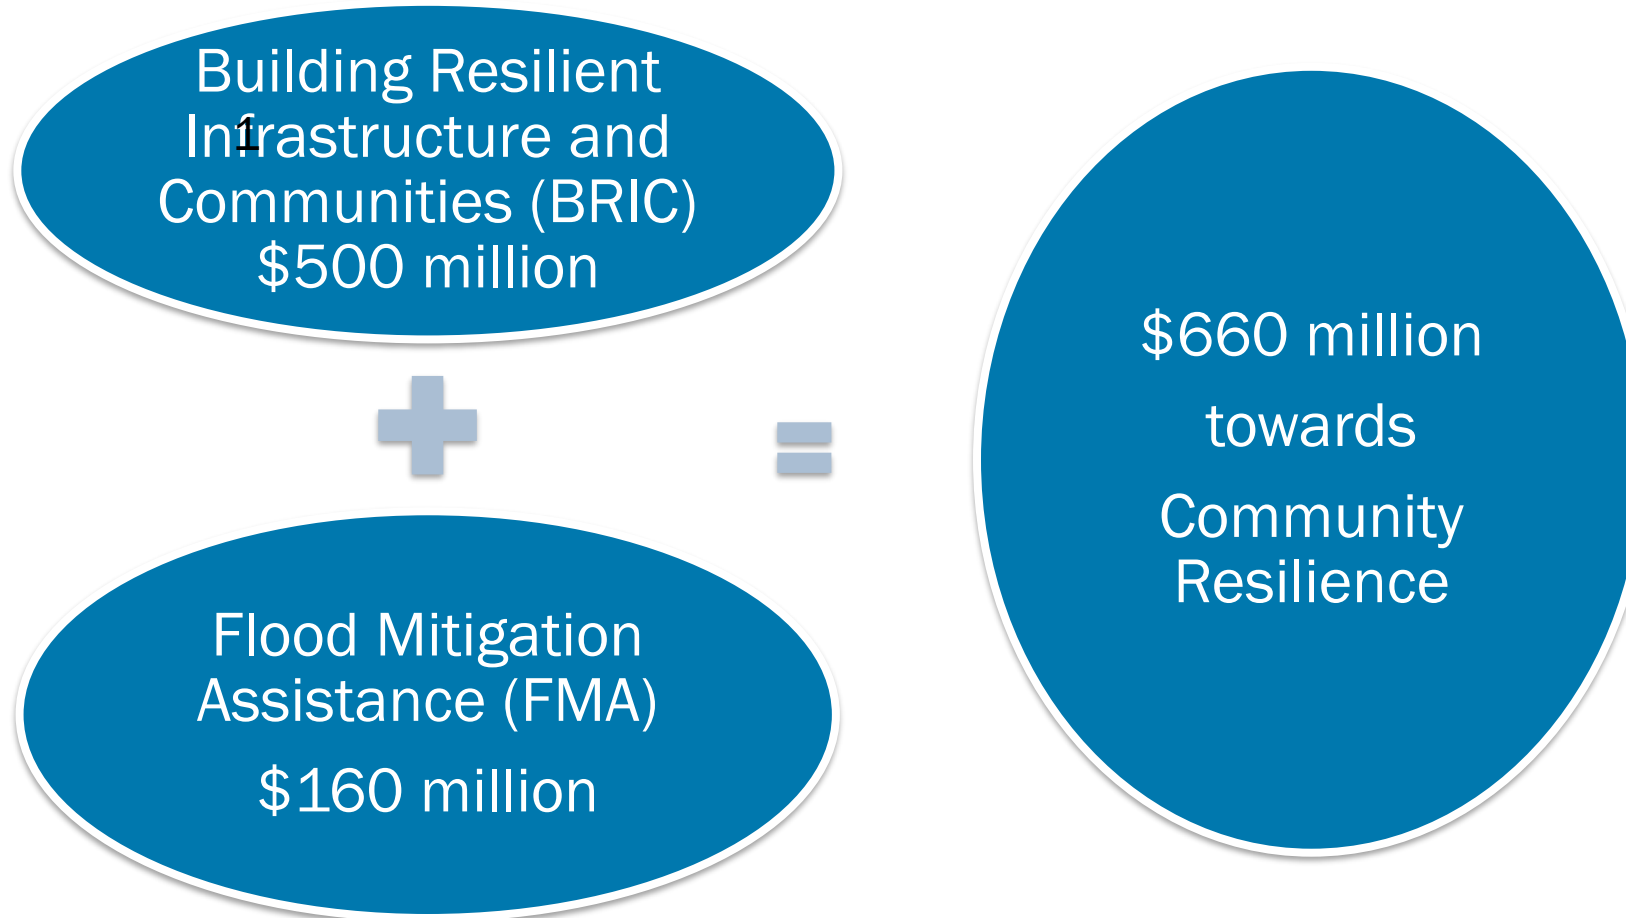 Building Resilient
Infrastructure and
1
Communities (BRIC)
$500 million
Flood Mitigation
Assistance (FMA)
$160 million
$660 million
towards
Community
Resilience